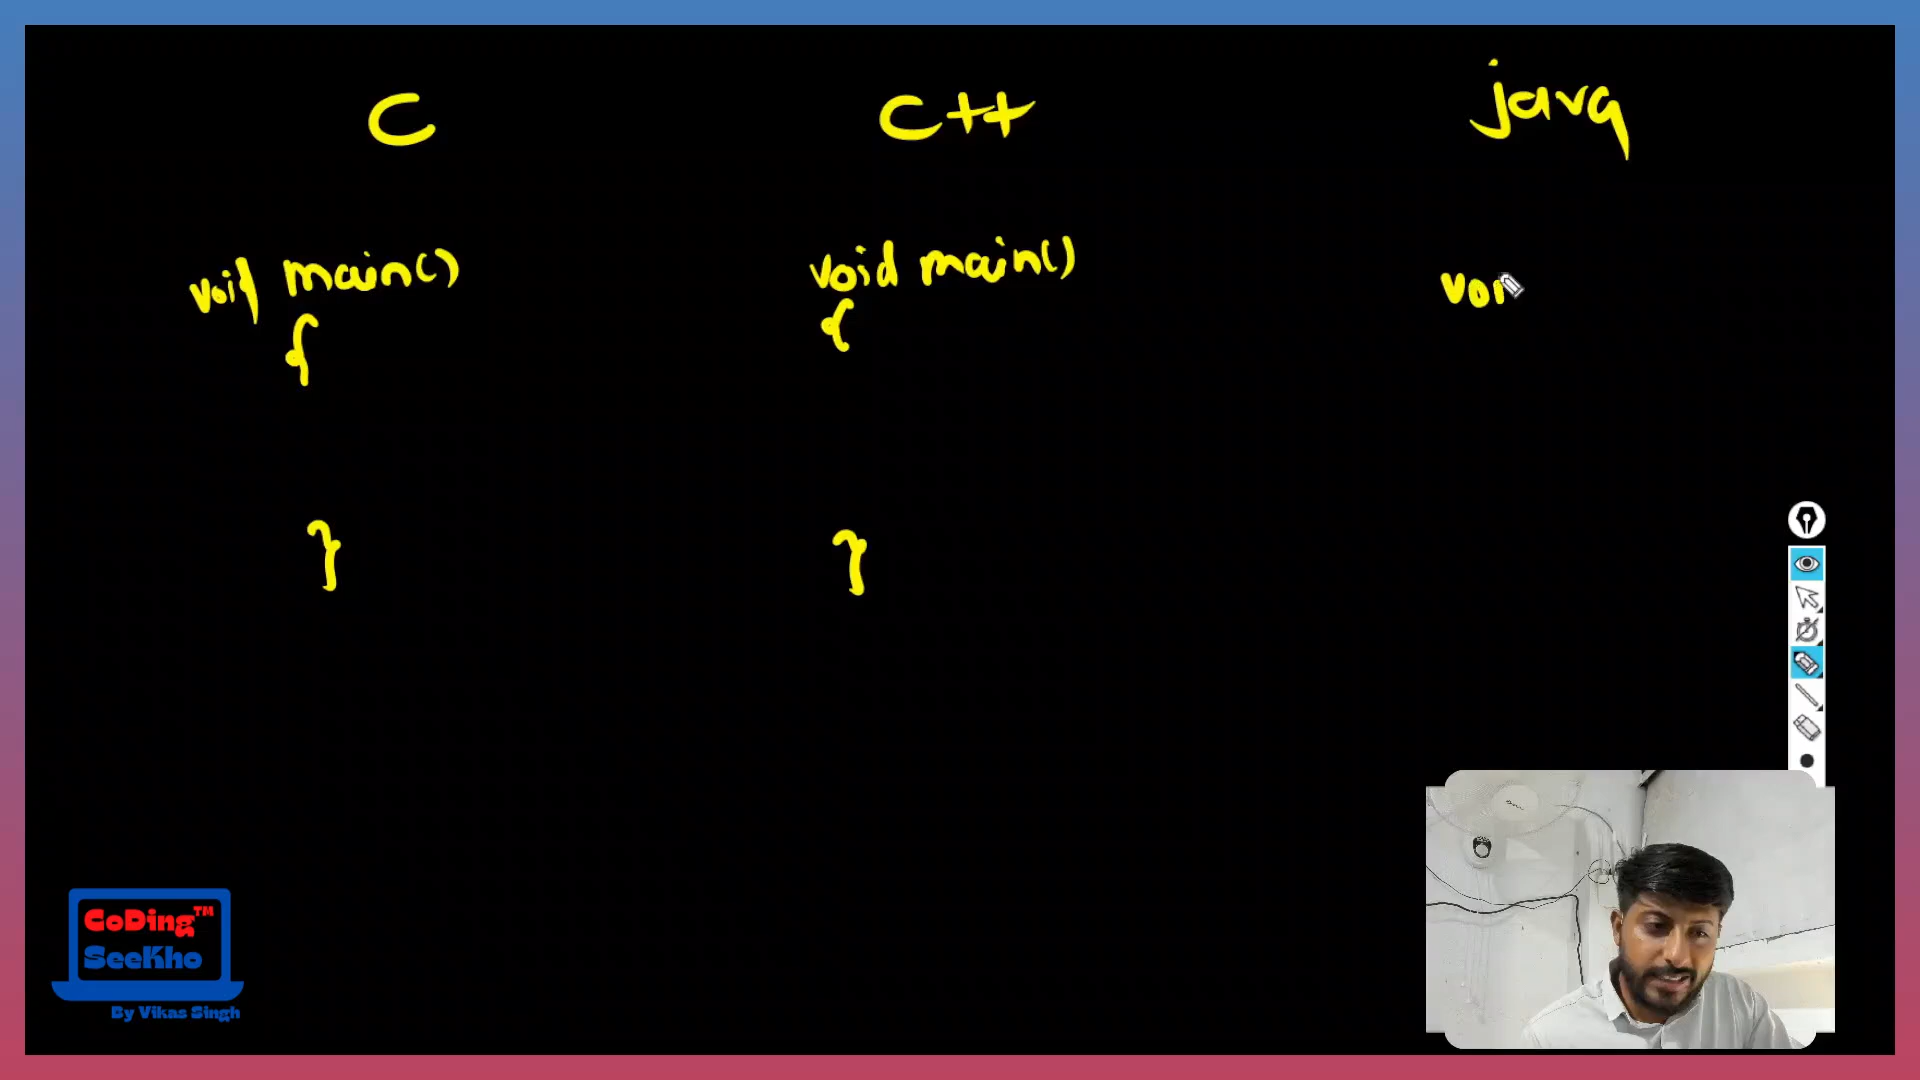 C
C++
java
void main()
{
}
void main()
{
}
voi
CoDing™
SeeKho
By Vikas Singh